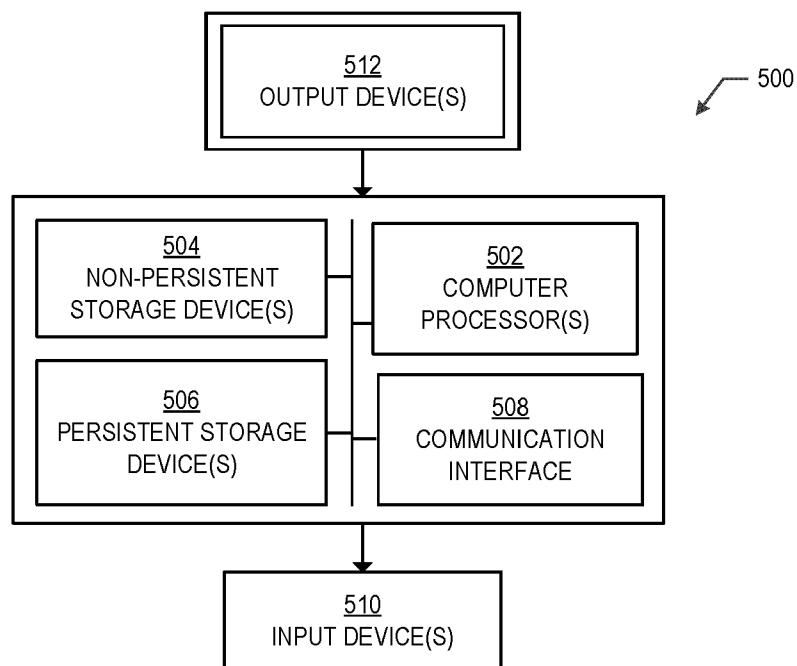 512
OUTPUT DEVICE(S)
500
504
NON-PERSISTENT
STORAGE DEVICE(S)
502
COMPUTER
PROCESSOR(S)
506
PERSISTENT STORAGE
DEVICE(S)
508
COMMUNICATION
INTERFACE
510
INPUT DEVICE(S)